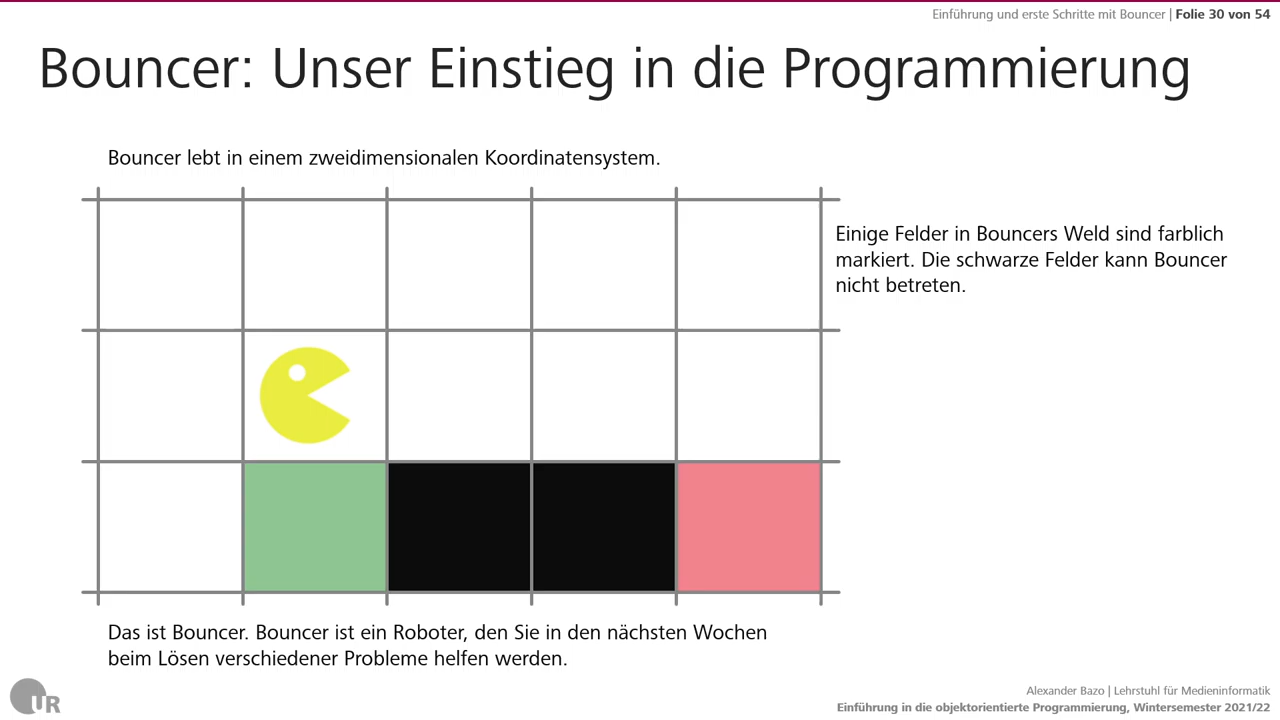 Einführung und erste Schritte mit Bouncer | Folie 30 von 54
Bouncer: Unser Einstieg in die Programmierung
Bouncer lebt in einem zweidimensionalen Koordinatensystem.
Einige Felder in Bouncers Weld sind farblich
markiert. Die schwarze Felder kann Bouncer
nicht betreten.
Das ist Bouncer. Bouncer ist ein Roboter, den Sie in den nächsten Wochen
beim Lösen verschiedener Probleme helfen werden.
UR
Alexander Bazo | Lehrstuhl für Medieninformatik
Einführung in die objektorientierte Programmierung, Wintersemester 2021/22